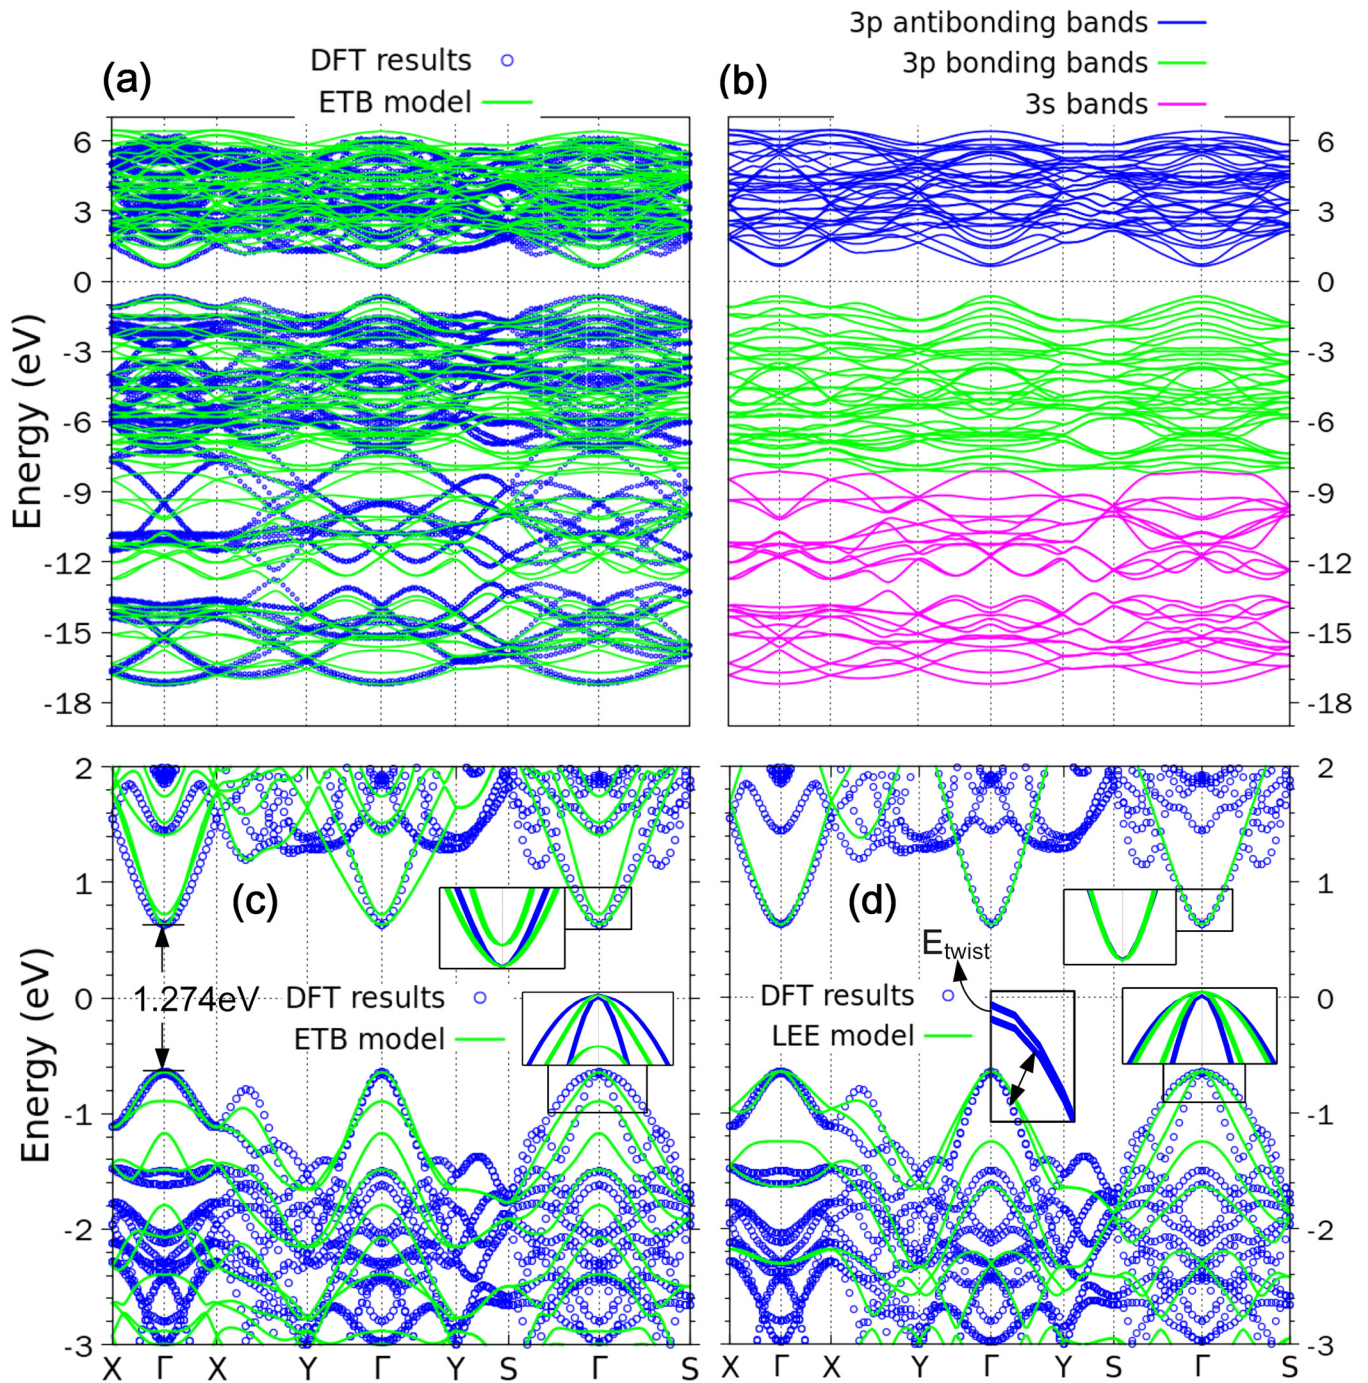 3p antibonding bands
DFT results
3p bonding bands
(a)
(b)
ETB model
3s bands
6
3
0
-3
-6
-9
-12
-15
-18
Energy (eV)
6
3
0
-3
-6
-9
-12
-15
-18
2
1
0
-1
-2
-3
Energy (eV)
(c)
1.274eV
DFT results
ETB model
X Γ X Y Γ Y S Γ S
(d)
E_twist
DFT results
LEE model
2
1
0
-1
-2
-3
X Γ X Y Γ Y S Γ S